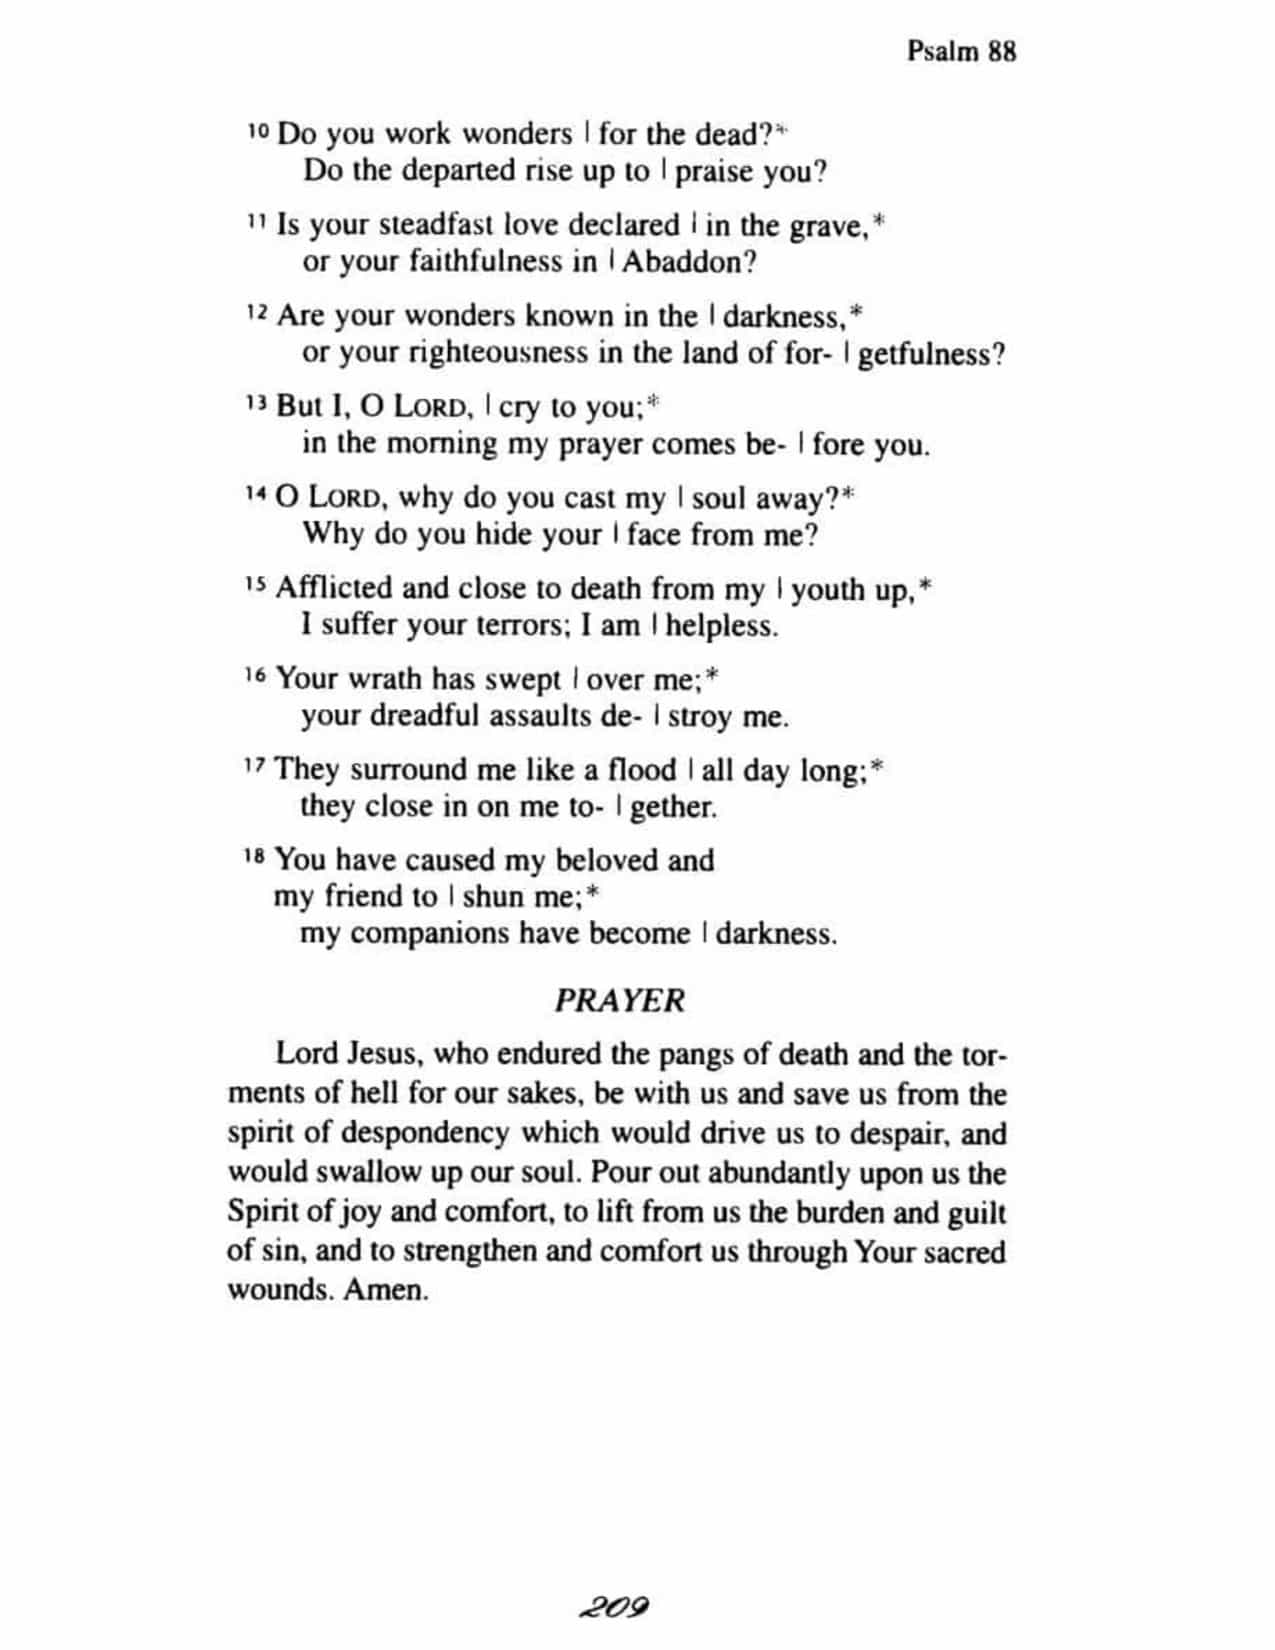 Psalm 88
10 Do you work wonders | for the dead?*
Do the departed rise up to | praise you?
11 Is your steadfast love declared | in the grave,*
or your faithfulness in | Abaddon?
12 Are your wonders known in the | darkness,*
or your righteousness in the land of for- | getfulness?
13 But I, O LORD, | cry to you;*
in the morning my prayer comes be- | fore you.
14 O LORD, why do you cast my | soul away?*
Why do you hide your | face from me?
15 Afflicted and close to death from my | youth up,*
I suffer your terrors; I am | helpless.
16 Your wrath has swept | over me;*
your dreadful assaults de- | stroy me.
17 They surround me like a flood | all day long;*
they close in on me to- | gether.
18 You have caused my beloved and
my friend to | shun me;*
my companions have become | darkness.
PRAYER
Lord Jesus, who endured the pangs of death and the tor-
ments of hell for our sakes, be with us and save us from the
spirit of despondency which would drive us to despair, and
would swallow up our soul. Pour out abundantly upon us the
Spirit of joy and comfort, to lift from us the burden and guilt
of sin, and to strengthen and comfort us through Your sacred
wounds. Amen.
209